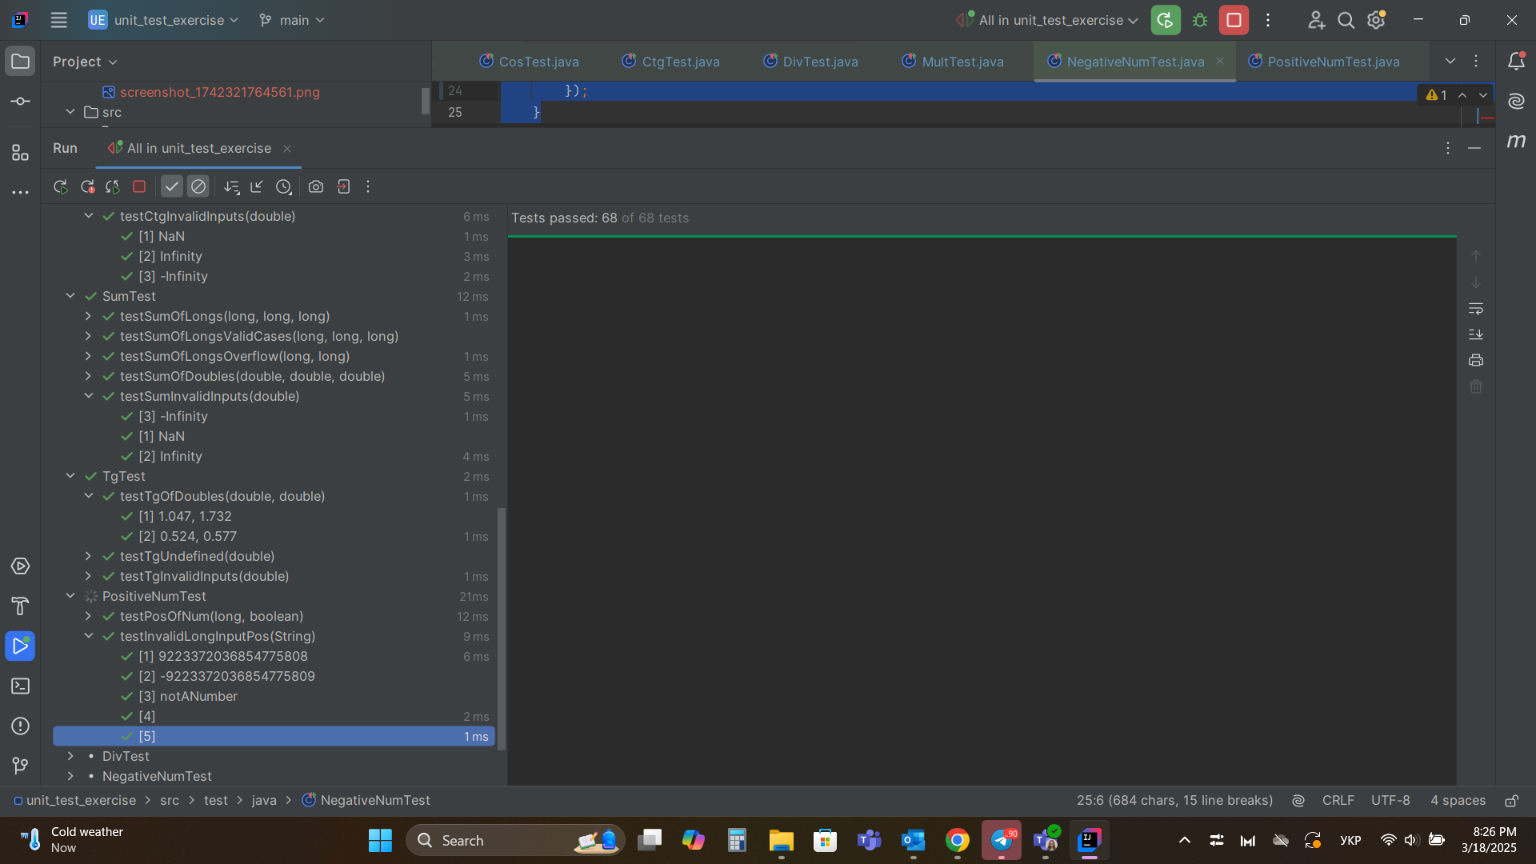 UE unit_test_exercise main All in unit_test_exercise
Project CosTest.java CtgTest.java DivTest.java MultTest.java NegativeNumTest.java PositiveNumTest.java
screenshot_1742321764561.png 24 }); 1
src 25 }
Run All in unit_test_exercise
testCtgInvalidInputs(double) 6 ms Tests passed: 68 of 68 tests
[1] NaN 1 ms
[2] Infinity 3 ms
[3] -Infinity 2 ms
SumTest 12 ms
testSumOfLongs(long, long, long) 1 ms
testSumOfLongsValidCases(long, long, long)
testSumOfLongsOverflow(long, long) 1 ms
testSumOfDoubles(double, double, double) 5 ms
testSumInvalidInputs(double) 5 ms
[3] -Infinity 1 ms
[1] NaN
[2] Infinity 4 ms
TgTest 2 ms
testTgOfDoubles(double, double) 1 ms
[1] 1.047, 1.732
[2] 0.524, 0.577 1 ms
testTgUndefined(double)
testTgInvalidInputs(double) 1 ms
PositiveNumTest 21ms
testPosOfNum(long, boolean) 12 ms
testInvalidLongInputPos(String) 9 ms
[1] 9223372036854775808 6 ms
[2] -9223372036854775809
[3] notANumber
[4] 2 ms
[5] 1 ms
DivTest
NegativeNumTest
unit_test_exercise > src > test > java > NegativeNumTest 25:6 (684 chars, 15 line breaks) CRLF UTF-8 4 spaces
Cold weather
Now
Search
90
УКР
8:26 PM
3/18/2025